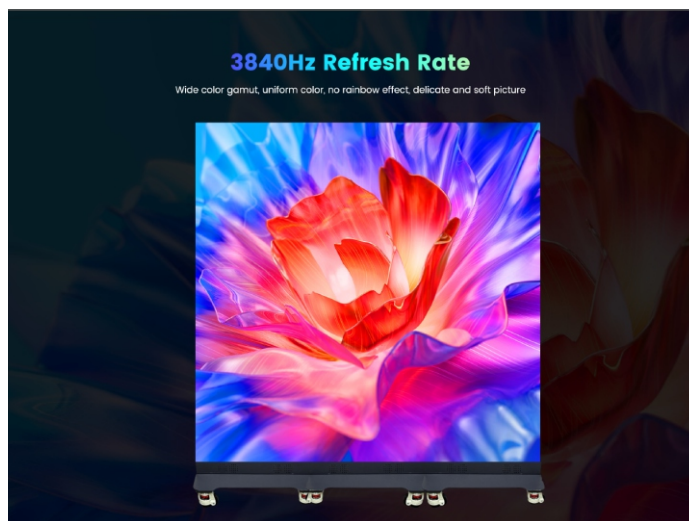 3840Hz Refresh Rate
Wide color gamut, uniform color, no rainbow effect, delicate and soft picture